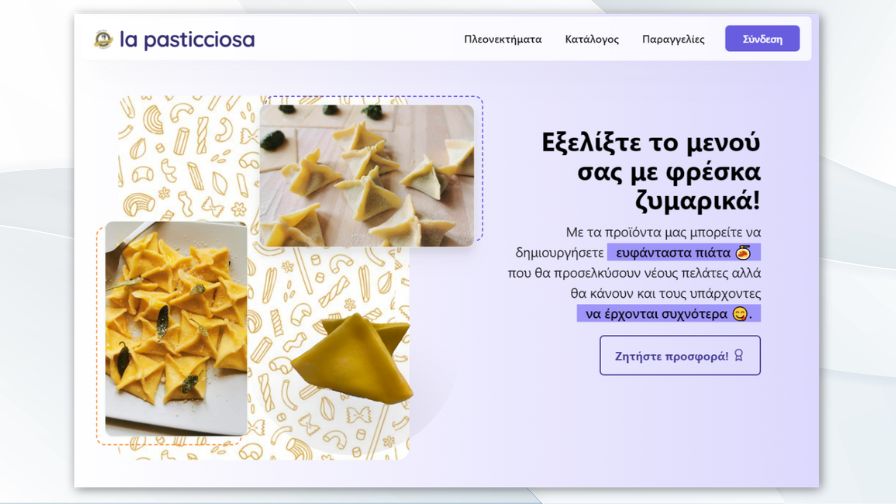 la pasticciosa
Πλεονεκτήματα Κατάλογος Παραγγελίες Σύνδεση
Εξελίξτε το μενού
σας με φρέσκα
ζυμαρικά!
Με τα προϊόντα μας μπορείτε να
δημιουργήσετε ευφάνταστα πιάτα 🍝
που θα προσελκύσουν νέους πελάτες αλλά
θα κάνουν και τους υπάρχοντες
να έρχονται συχνότερα 😋.
Ζητήστε προσφορά!